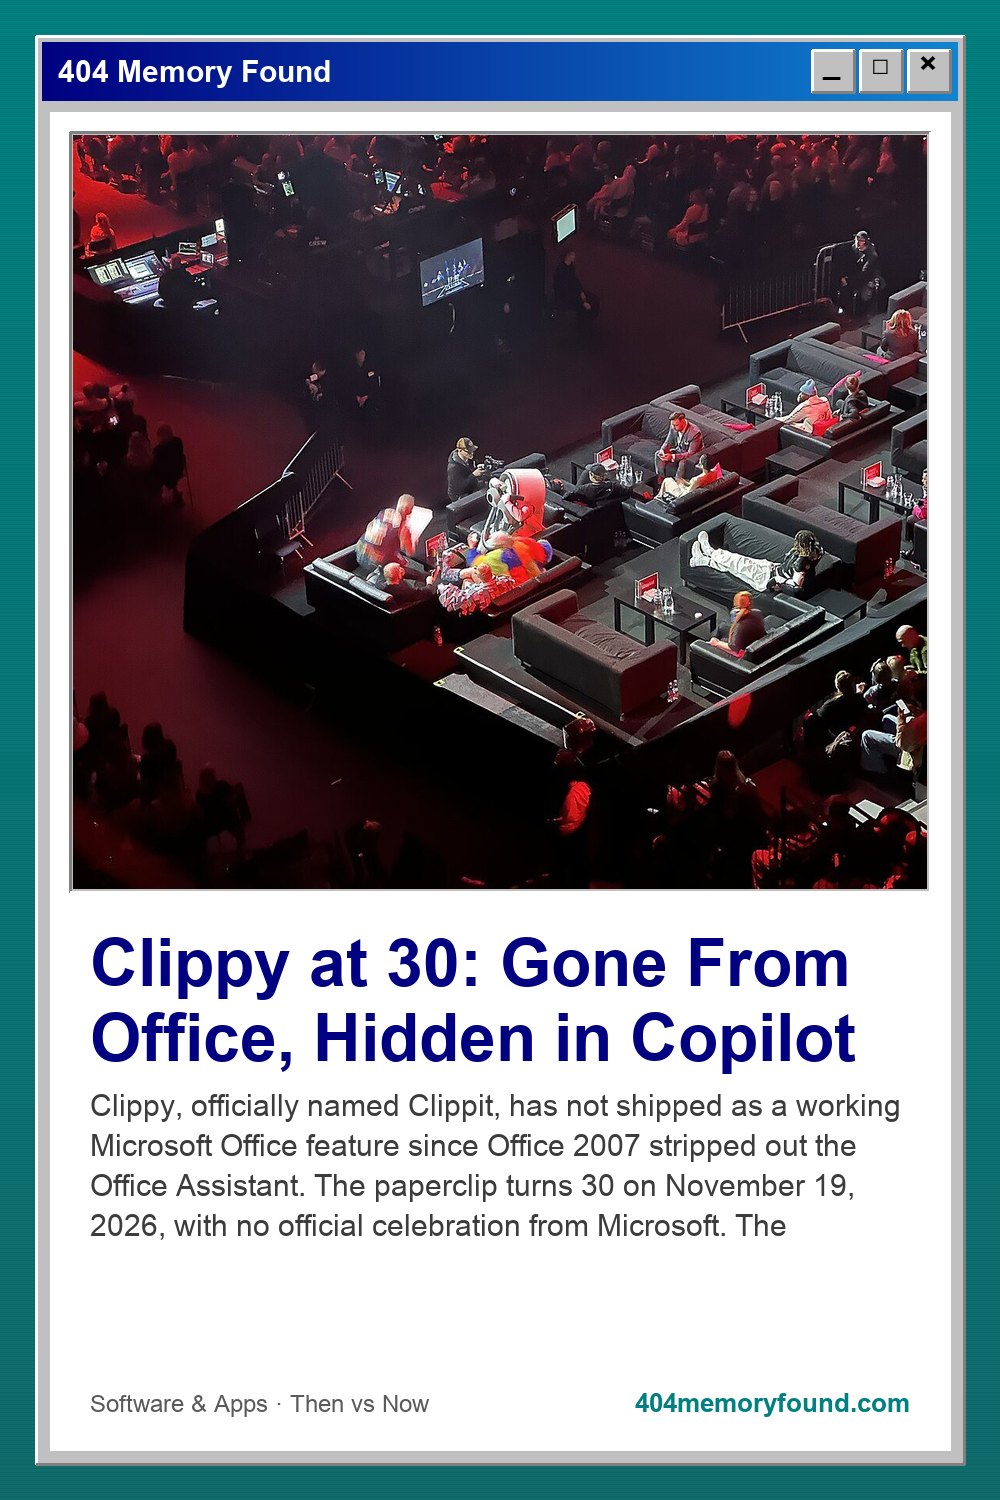 404 Memory Found
CREW
Clippy at 30: Gone From
Office, Hidden in Copilot
Clippy, officially named Clippit, has not shipped as a working
Microsoft Office feature since Office 2007 stripped out the
Office Assistant. The paperclip turns 30 on November 19,
2026, with no official celebration from Microsoft. The
Software & Apps · Then vs Now
404memoryfound.com